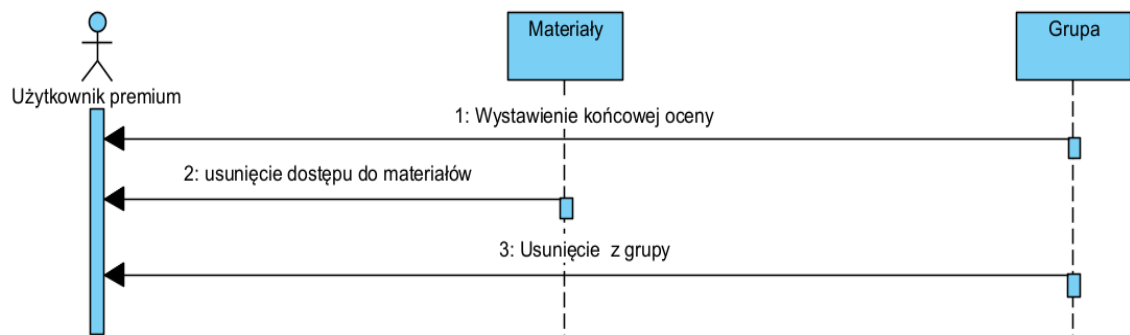 Materiały
Grupa
Użytkownik premium
1: Wystawienie końcowej oceny
2: usunięcie dostępu do materiałów
3: Usunięcie z grupy